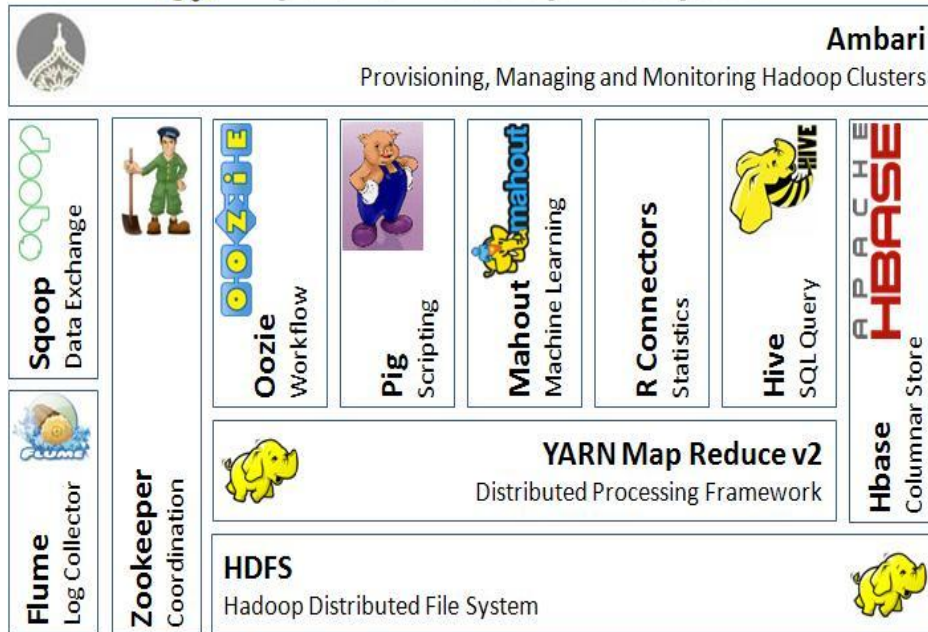 Ambari
Provisioning, Managing and Monitoring Hadoop Clusters
sqoop
Sqoop
Data Exchange
Zookeeper
Coordination
OOZIE
Oozie
Workflow
Pig
Scripting
mahout
Mahout
Machine Learning
R Connectors
Statistics
HIVE
Hive
SQL Query
APACHE
HBASE
Hbase
Columnar Store
FLUME
Flume
Log Collector
YARN Map Reduce v2
Distributed Processing Framework
HDFS
Hadoop Distributed File System